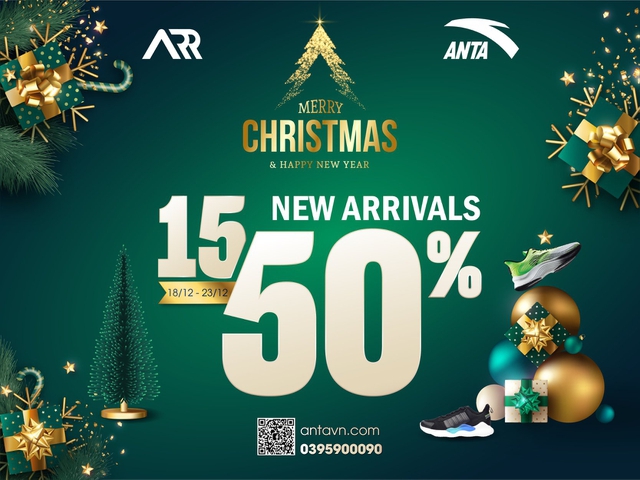 ARR
ANTA
MERRY
CHRISTMAS
& HAPPY NEW YEAR
15
NEW ARRIVALS
50%
18/12 - 23/12
antavn.com
0395900090